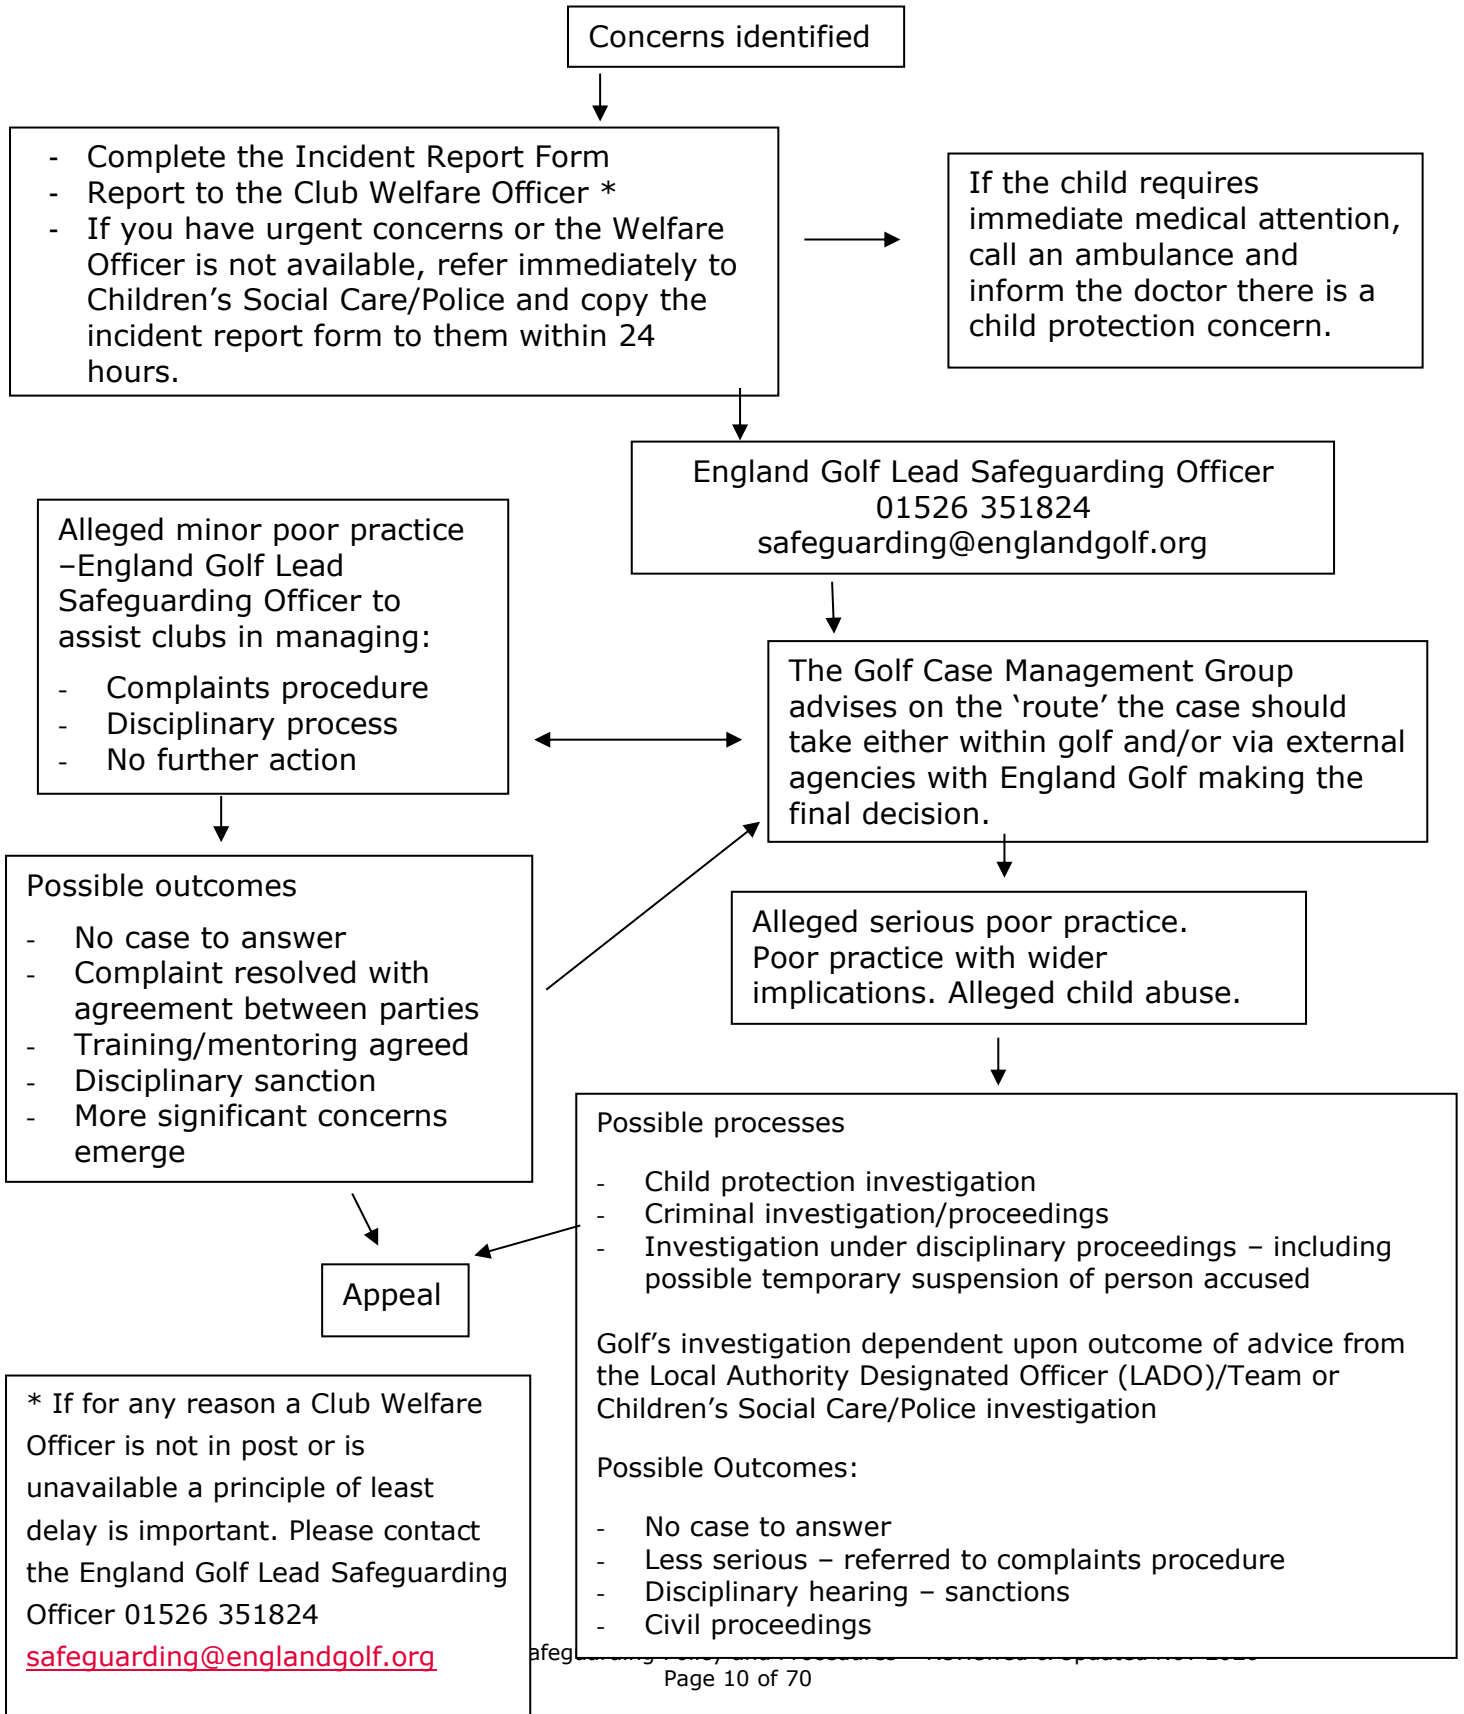 Concerns identified
- Complete the Incident Report Form
- Report to the Club Welfare Officer *
- If you have urgent concerns or the Welfare
Officer is not available, refer immediately to
Children’s Social Care/Police and copy the
incident report form to them within 24
hours.
If the child requires
immediate medical attention,
call an ambulance and
inform the doctor there is a
child protection concern.
England Golf Lead Safeguarding Officer
01526 351824
safeguarding@englandgolf.org
Alleged minor poor practice
–England Golf Lead
Safeguarding Officer to
assist clubs in managing:
- Complaints procedure
- Disciplinary process
- No further action
The Golf Case Management Group
advises on the ‘route’ the case should
take either within golf and/or via external
agencies with England Golf making the
final decision.
Possible outcomes
- No case to answer
- Complaint resolved with
agreement between parties
- Training/mentoring agreed
- Disciplinary sanction
- More significant concerns
emerge
Alleged serious poor practice.
Poor practice with wider
implications. Alleged child abuse.
Possible processes
- Child protection investigation
- Criminal investigation/proceedings
- Investigation under disciplinary proceedings – including
possible temporary suspension of person accused
Golf’s investigation dependent upon outcome of advice from
the Local Authority Designated Officer (LADO)/Team or
Children’s Social Care/Police investigation
Possible Outcomes:
- No case to answer
- Less serious – referred to complaints procedure
- Disciplinary hearing – sanctions
- Civil proceedings
Appeal
* If for any reason a Club Welfare
Officer is not in post or is
unavailable a principle of least
delay is important. Please contact
the England Golf Lead Safeguarding
Officer 01526 351824
safeguarding@englandgolf.org
Page 10 of 70